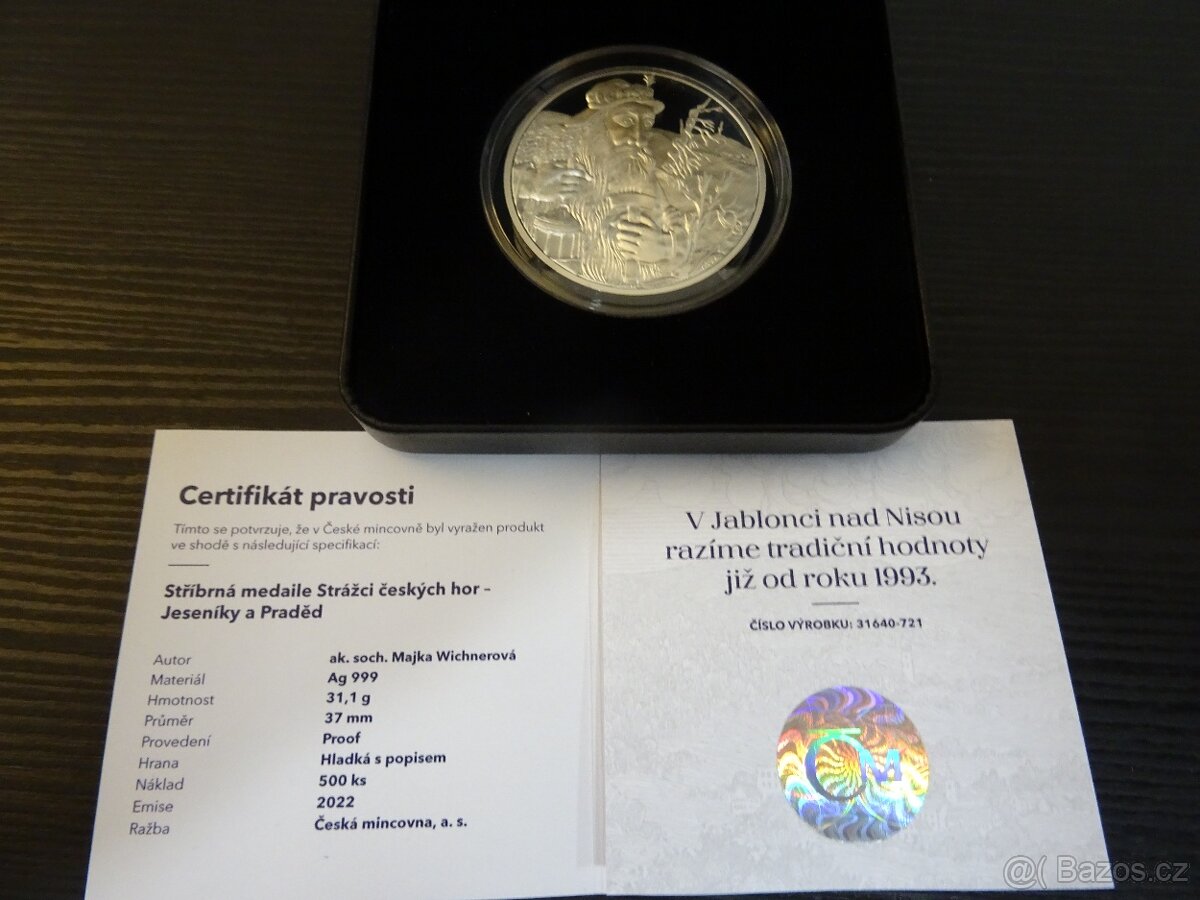 Certifikát pravosti
Tímto se potvrzuje, že v České mincovně byl vyražen produkt
ve shodě s následující specifikací:
Stříbrná medaile Strážci českých hor –
Jeseníky a Praděd
Autor ak. soch. Majka Wichnerová
Materiál Ag 999
Hmotnost 31,1 g
Průměr 37 mm
Provedení Proof
Hrana Hladká s popisem
Náklad 500 ks
Emise 2022
Ražba Česká mincovna, a. s.
V Jablonci nad Nisou
razíme tradiční hodnoty
již od roku 1993.
ČÍSLO VÝROBKU: 31640-721
ČM
@( Bazos.cz